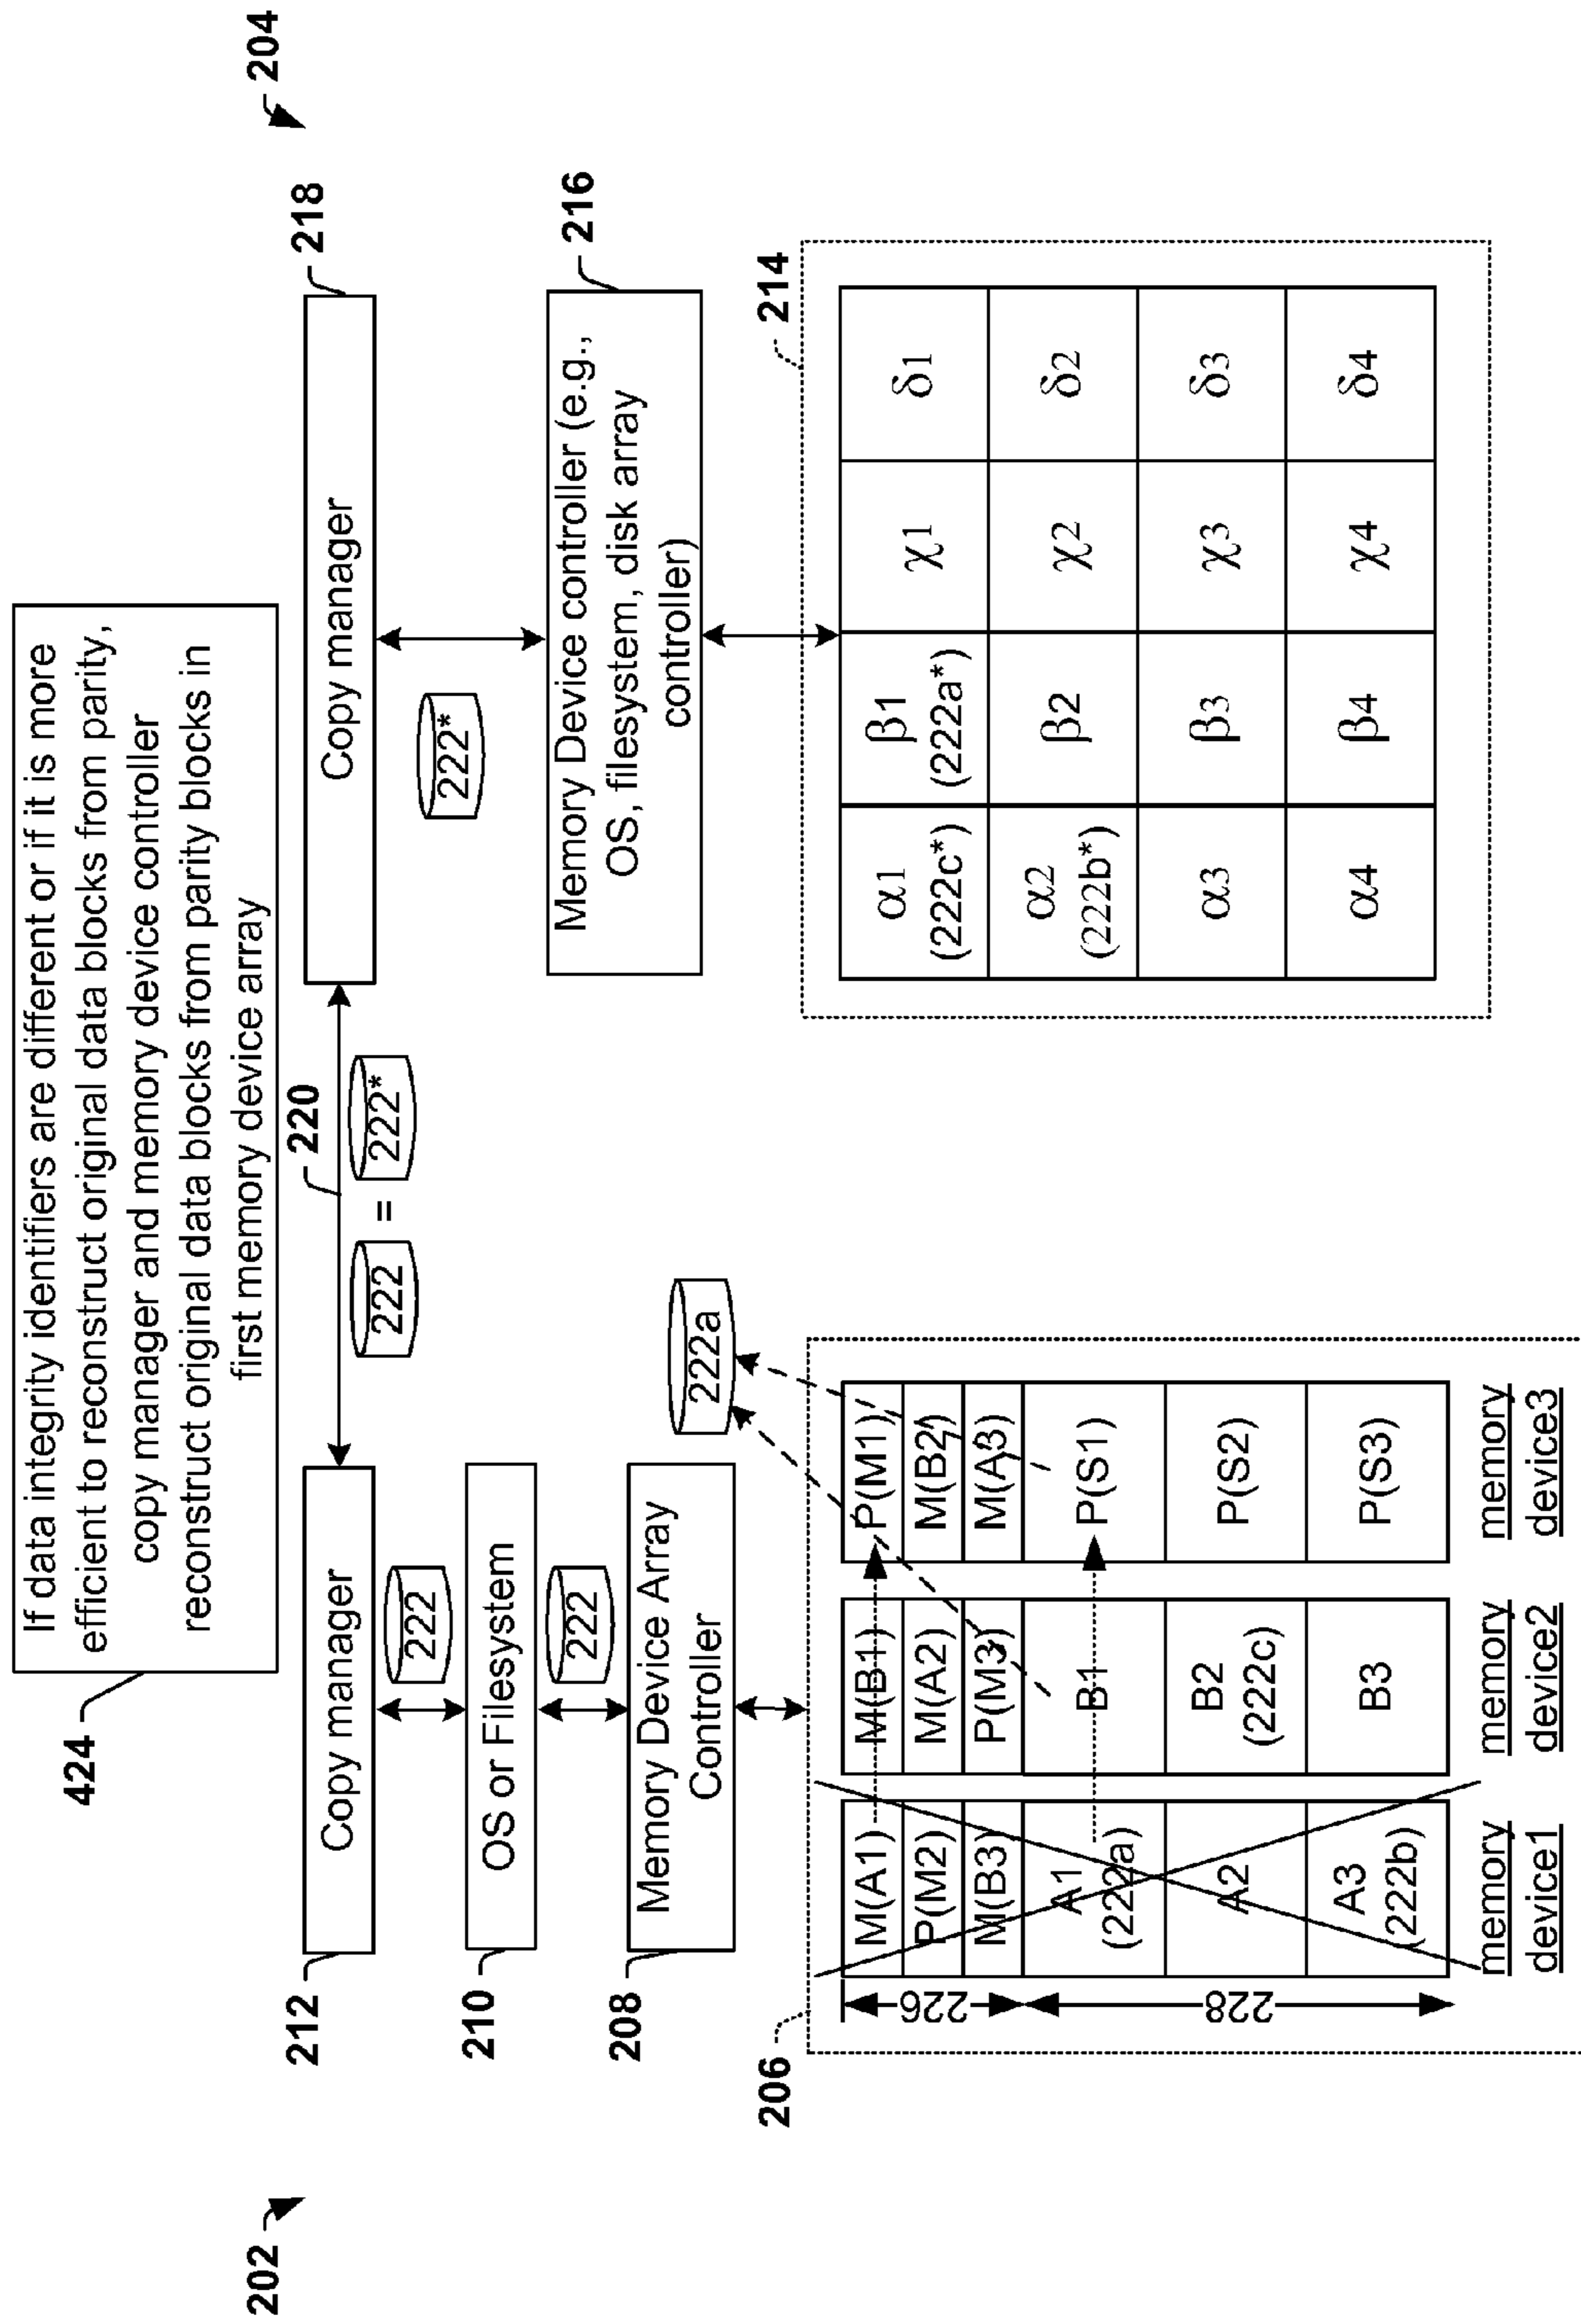 If data integrity identifiers are different or if it is more
efficient to reconstruct original data blocks from parity,
copy manager and memory device controller
reconstruct original data blocks from parity blocks in
first memory device array
424
202
204
212
Copy manager
220
222
=
222*
218
Copy manager
222
222*
210
OS or Filesystem
222
216
Memory Device controller (e.g.,
OS, filesystem, disk array
controller)
208
Memory Device Array
Controller
222a
206
226
228
M(A1)
P(M2)
M(B3)
A1
(222a)
A2
A3
(222b)
memory
device1
M(B1)
M(A2)
P(M3)
B1
B2
(222c)
B3
memory
device2
P(M1)
M(B2)
M(A3)
P(S1)
P(S2)
P(S3)
memory
device3
214
α1
(222c*)
β1
(222a*)
χ1
δ1
α2
(222b*)
β2
χ2
δ2
α3
β3
χ3
δ3
α4
β4
χ4
δ4